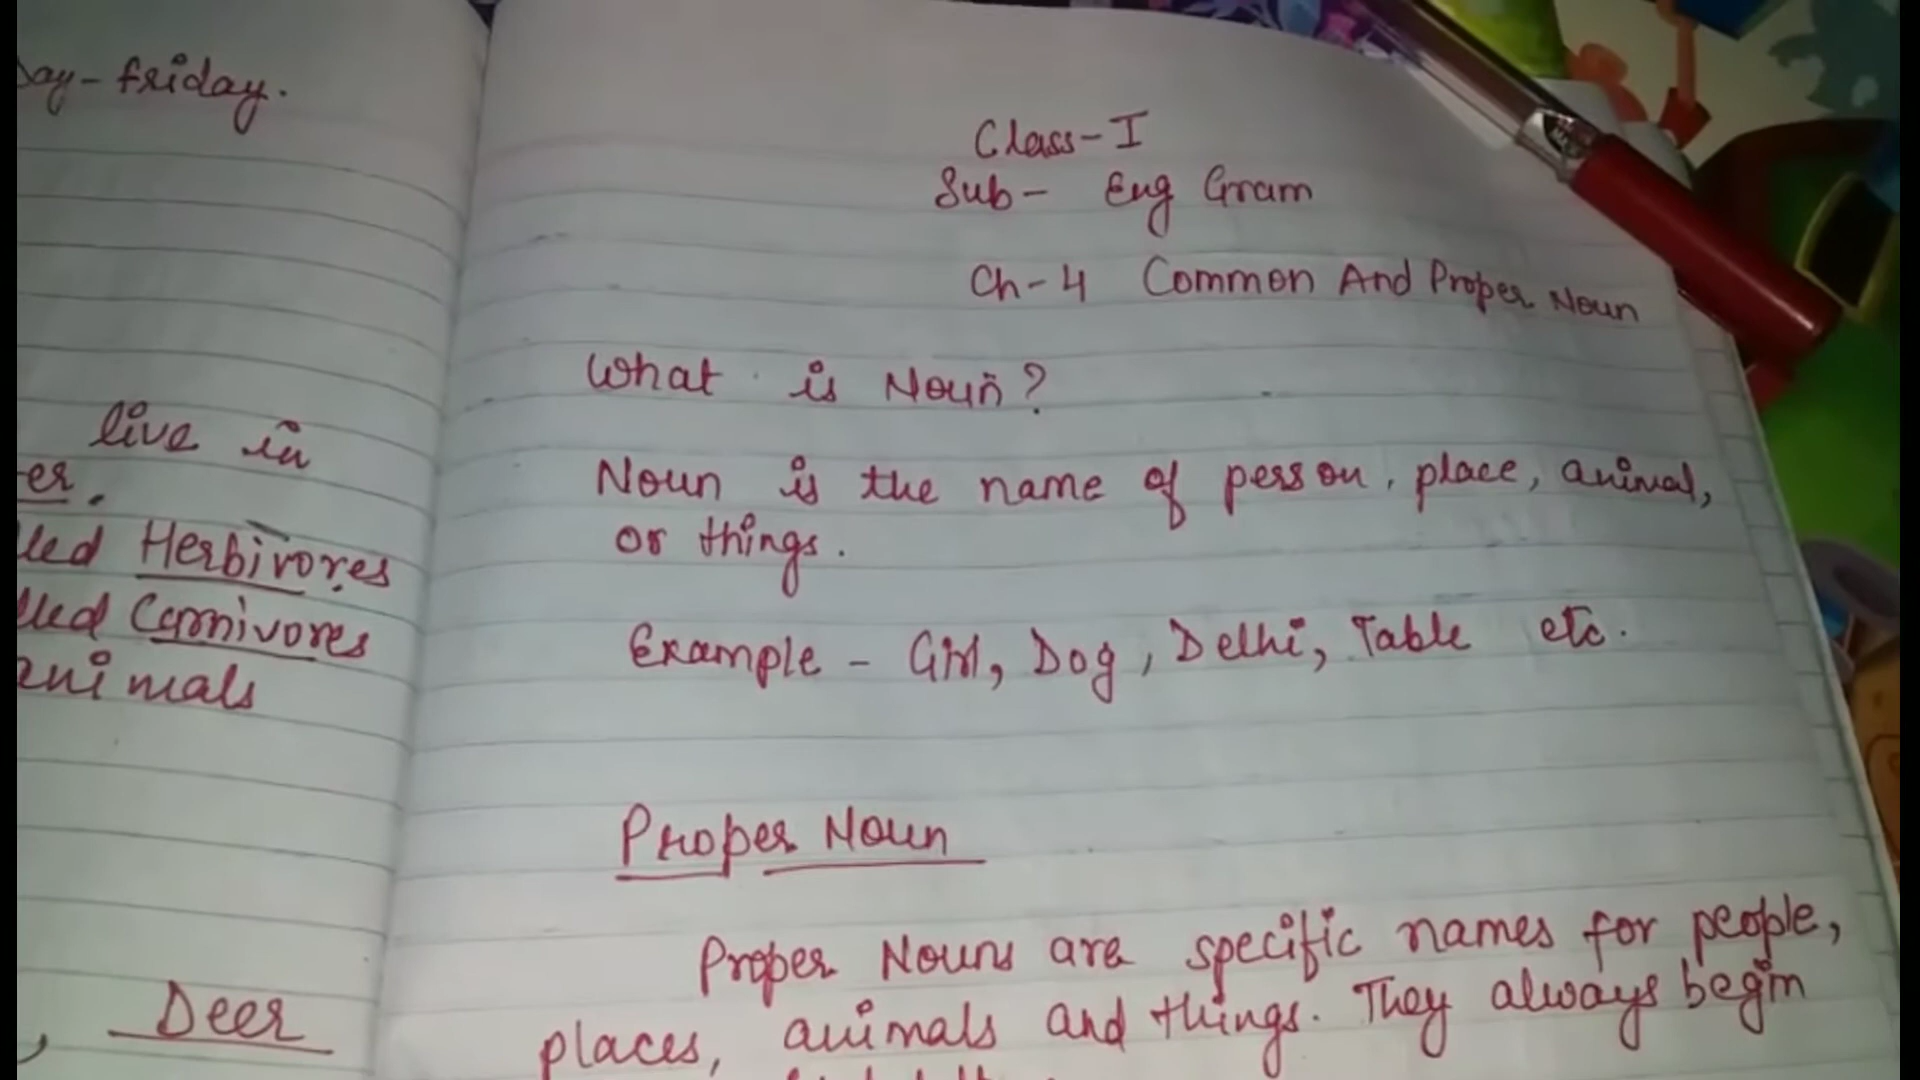 Day - friday.
live in
er.
lled Herbivores
lled Carnivores
animals
, Deer
Class - I
Sub - Eng Gram
Ch - 4 Common And Proper Noun
What is Noun?
Noun is the name of person, place, animal,
or things.
Example - Girl, Dog, Delhi, Table etc.
Proper Noun
Proper Nouns are specific names for people,
places, animals and things. They always begin